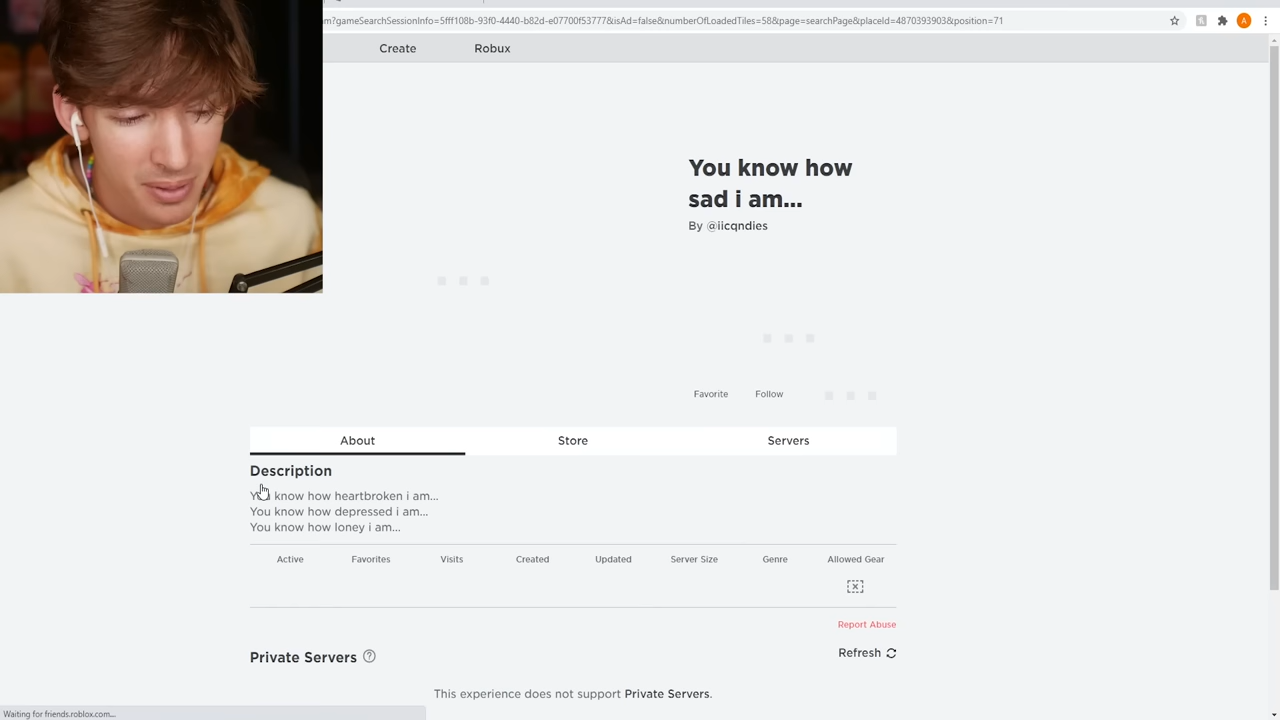 m?gameSearchSessionInfo=5fff108b-93f0-4440-b82d-e07700f53777&isAd=false&numberOfLoadedTiles=58&page=searchPage&placeId=4870393903&position=71
A
Create Robux
You know how
sad i am...
By @iicqndies
Favorite Follow
About Store Servers
Description
You know how heartbroken i am...
You know how depressed i am...
You know how loney i am...
Active Favorites Visits Created Updated Server Size Genre Allowed Gear
Report Abuse
Private Servers ? Refresh
This experience does not support Private Servers.
Waiting for friends.roblox.com...